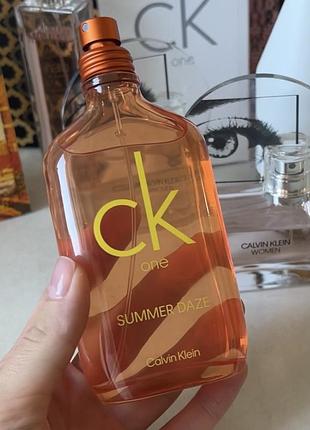 ck
one
ck
one
SUMMER DAZE
Calvin Klein
CALVIN KLEIN
WOMEN